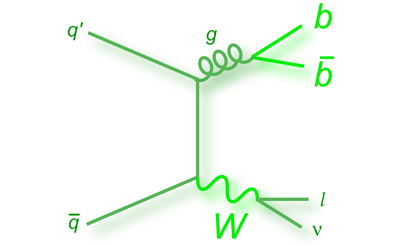 q' g b
b̄
q̄ W l
ν